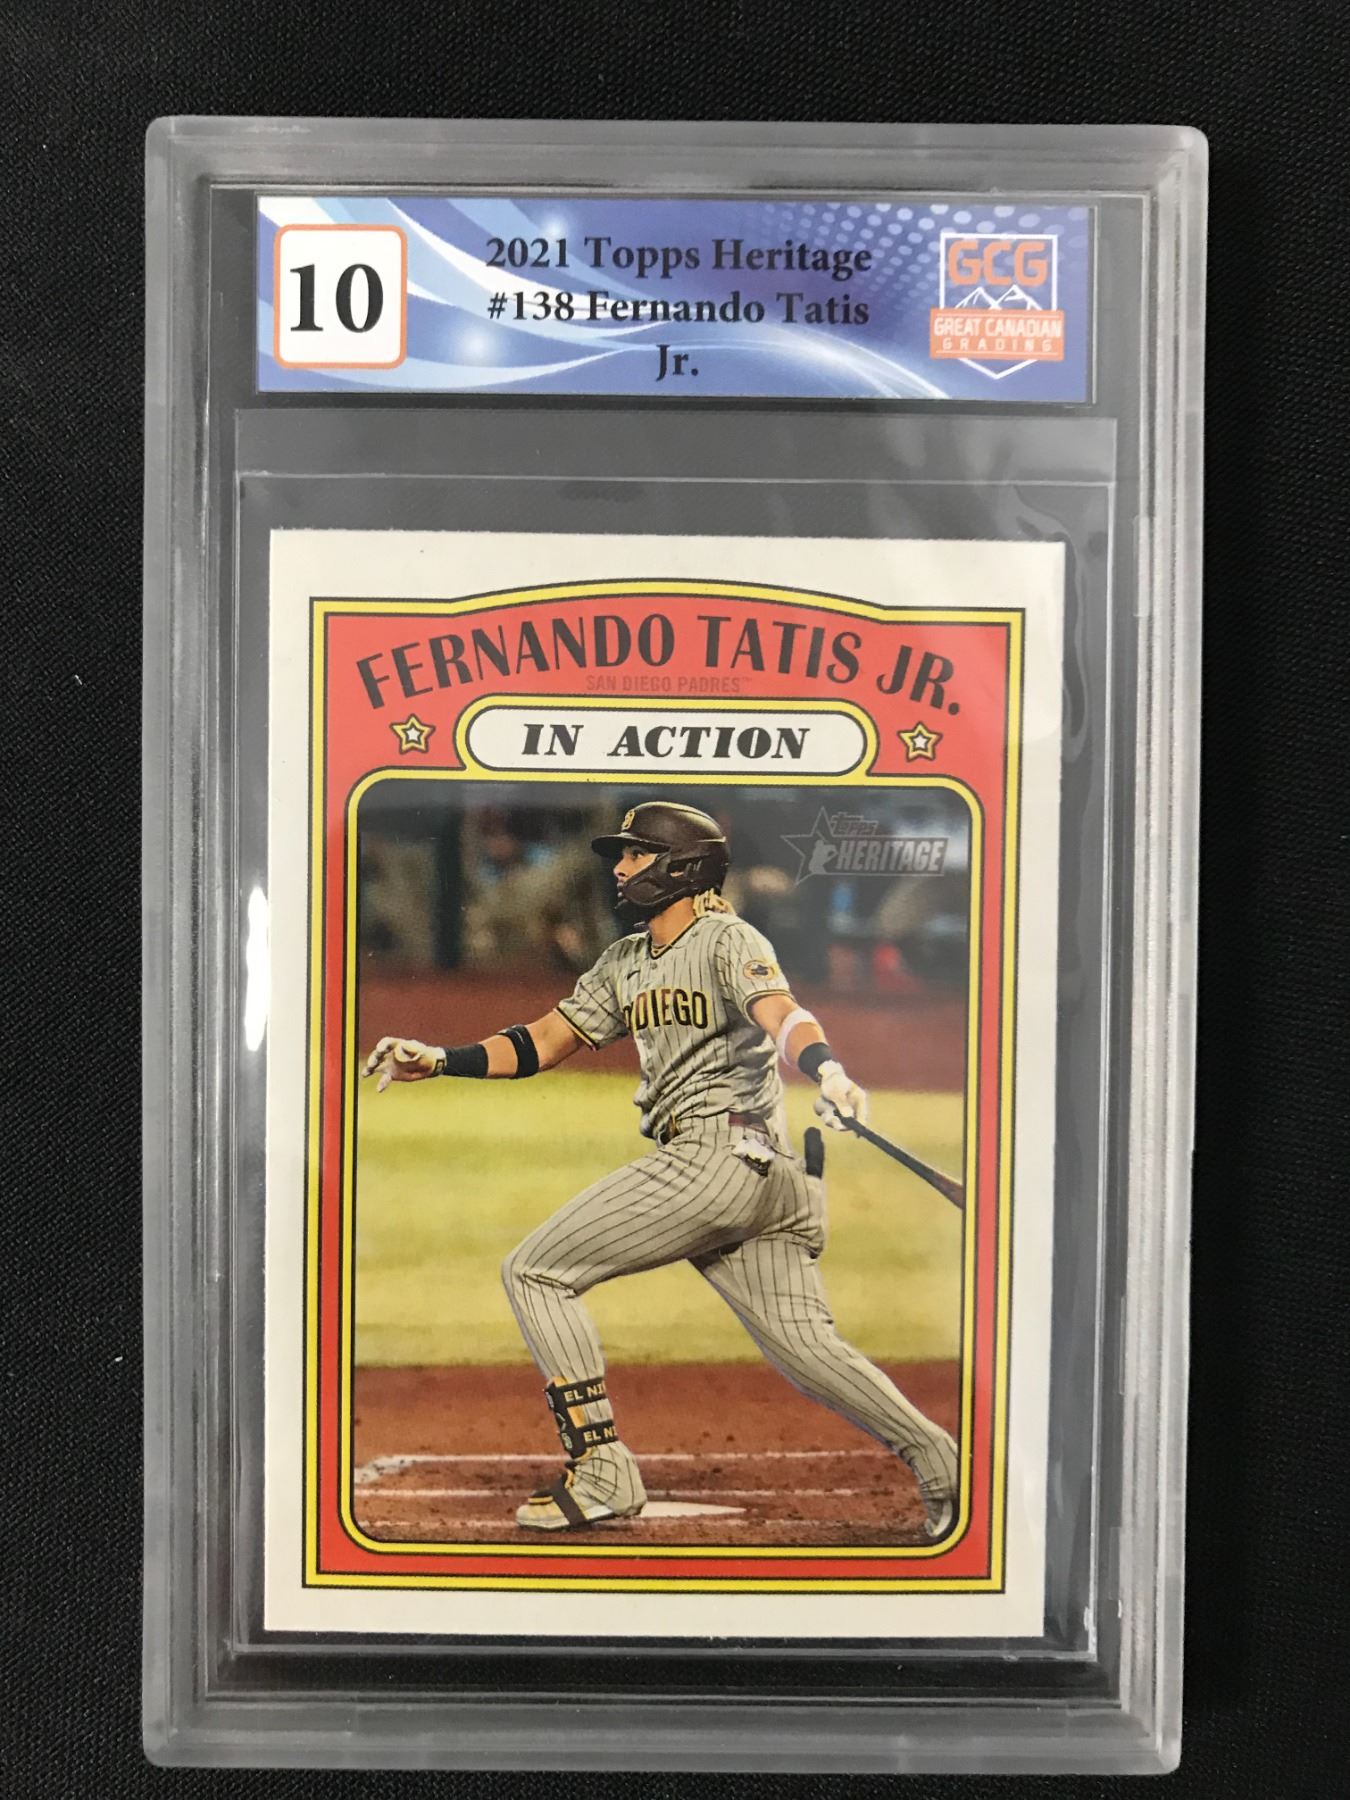 10
2021 Topps Heritage
#138 Fernando Tatis
Jr.
GCG
GREAT CANADIAN
GRADING
FERNANDO TATIS JR.
SAN DIEGO PADRES™
IN ACTION
Topps
HERITAGE
DIEGO
EL NI
EL NI